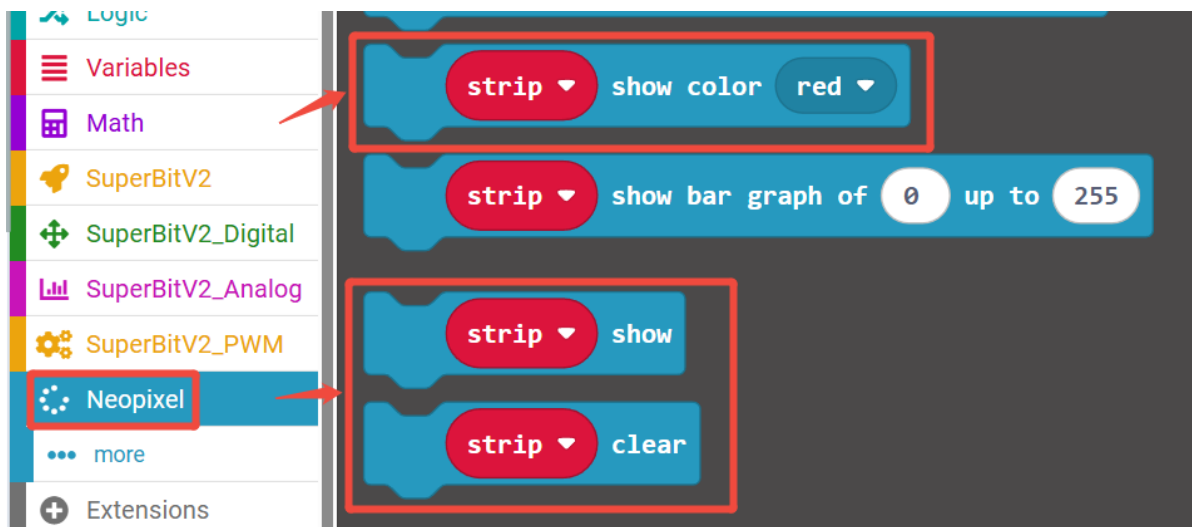 Logic
Variables
Math
SuperBitV2
SuperBitV2_Digital
SuperBitV2_Analog
SuperBitV2_PWM
Neopixel
more
Extensions
strip show color red
strip show bar graph of 0 up to 255
strip show
strip clear